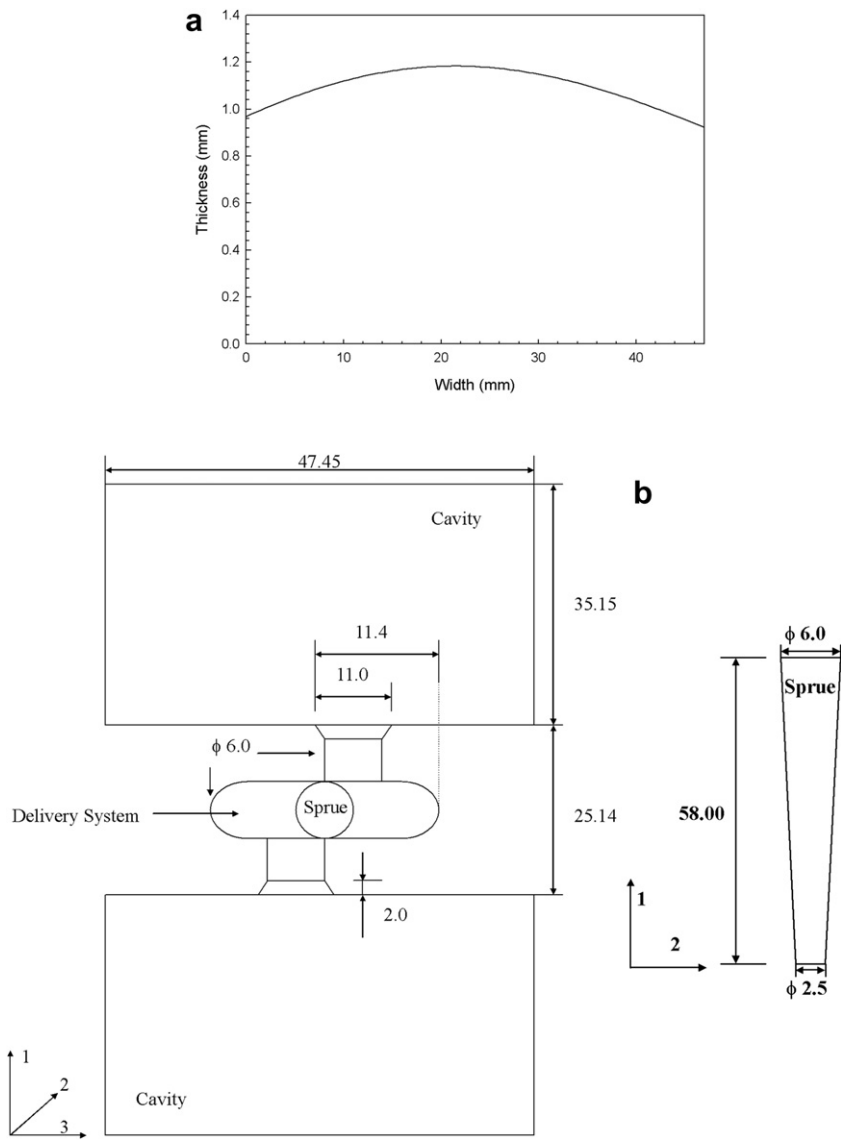 a
1.4
1.2
1.0
0.8
0.6
0.4
0.2
0.0
Thickness (mm)
0 10 20 30 40
Width (mm)
47.45
b
Cavity
35.15
11.4
11.0
ϕ 6.0
Sprue
Delivery System
25.14
2.0
Cavity
1
2
3
ϕ 6.0
Sprue
58.00
1
2
ϕ 2.5